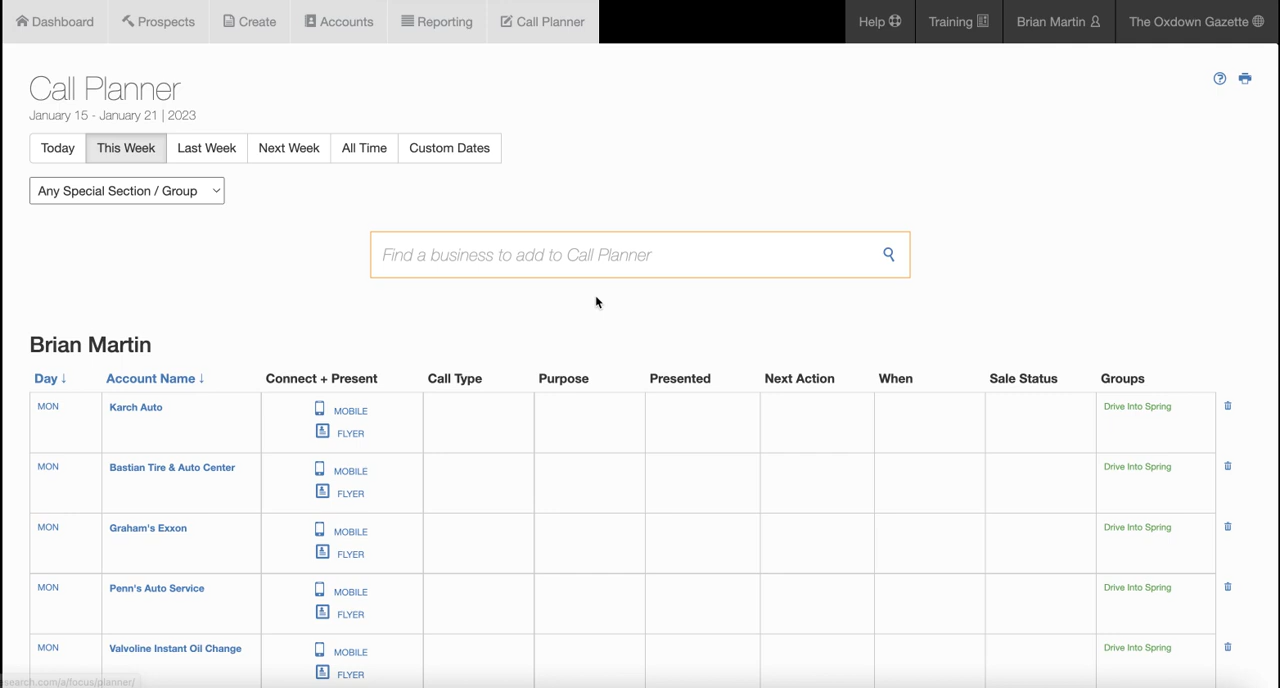 Dashboard Prospects Create Accounts Reporting Call Planner Help Training Brian Martin The Oxdown Gazette
Call Planner
January 15 - January 21 | 2023
Today This Week Last Week Next Week All Time Custom Dates
Any Special Section / Group
Find a business to add to Call Planner
Brian Martin
Day ↓ Account Name ↓ Connect + Present Call Type Purpose Presented Next Action When Sale Status Groups
MON Karch Auto MOBILE Drive Into Spring
FLYER
MON Bastian Tire & Auto Center MOBILE Drive Into Spring
FLYER
MON Graham's Exxon MOBILE Drive Into Spring
FLYER
MON Penn's Auto Service MOBILE Drive Into Spring
FLYER
MON Valvoline Instant Oil Change MOBILE Drive Into Spring
FLYER
search.com/a/focus/planner/